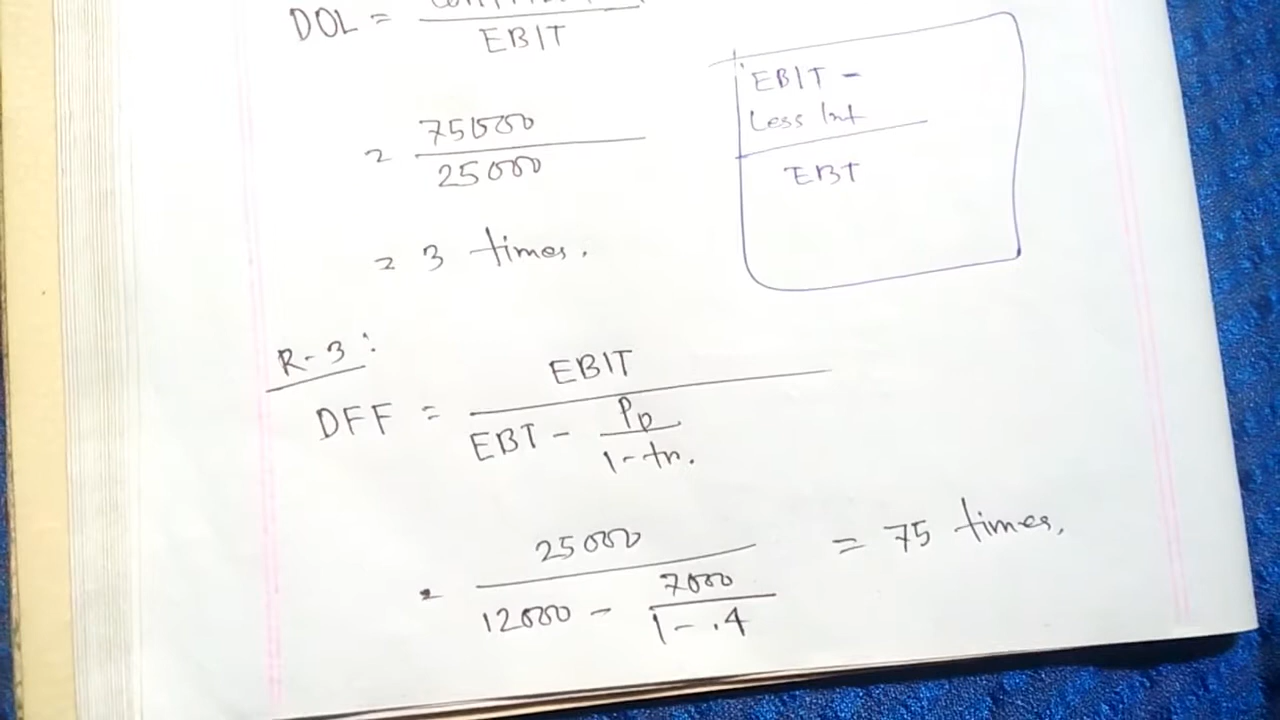 DOL =
EBIT
= 75000
25000
= 3 times.
EBIT -
Less Int
EBT
R-3:
DFF = EBIT
EBT - PD
1-tr.
= 25000
12000 - 7000
1-.4
= 75 times.